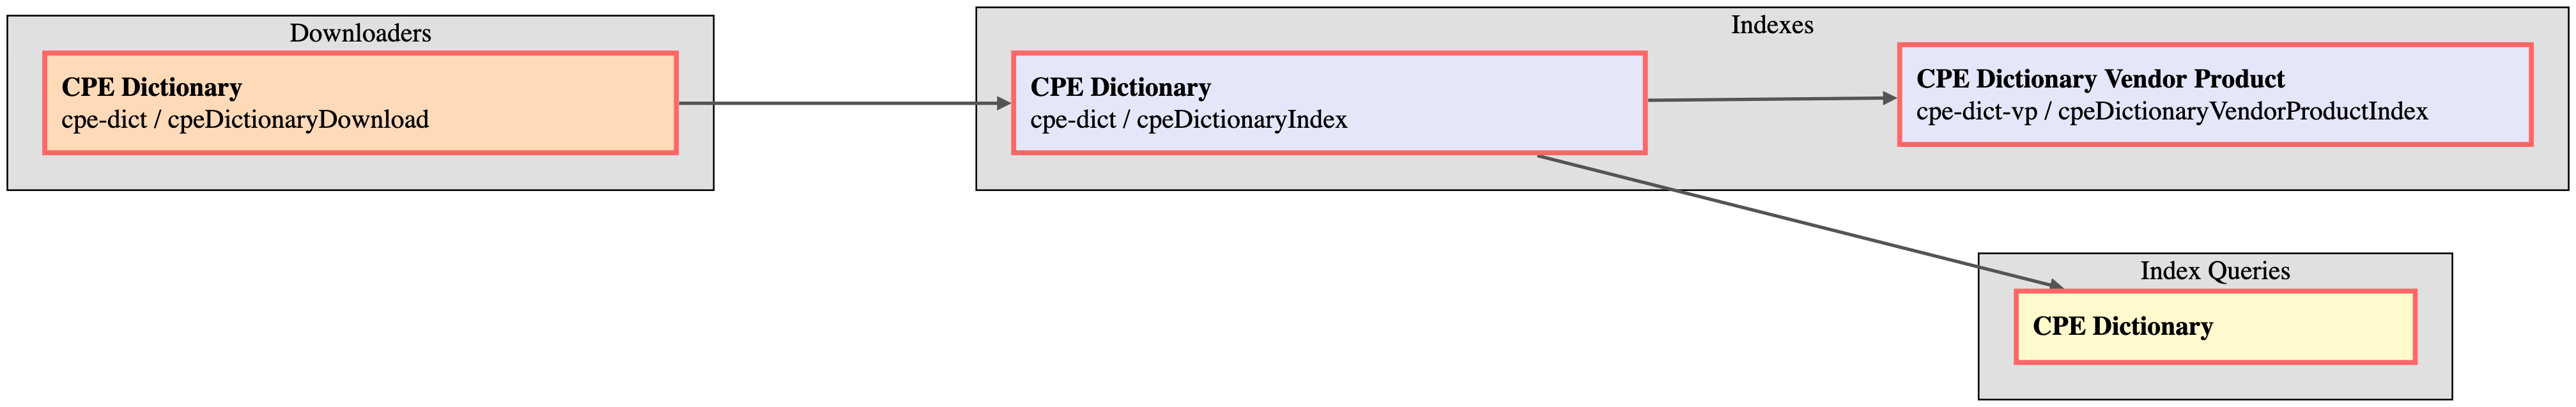 Downloaders
CPE Dictionary
cpe-dict / cpeDictionaryDownload
Indexes
CPE Dictionary
cpe-dict / cpeDictionaryIndex
CPE Dictionary Vendor Product
cpe-dict-vp / cpeDictionaryVendorProductIndex
Index Queries
CPE Dictionary